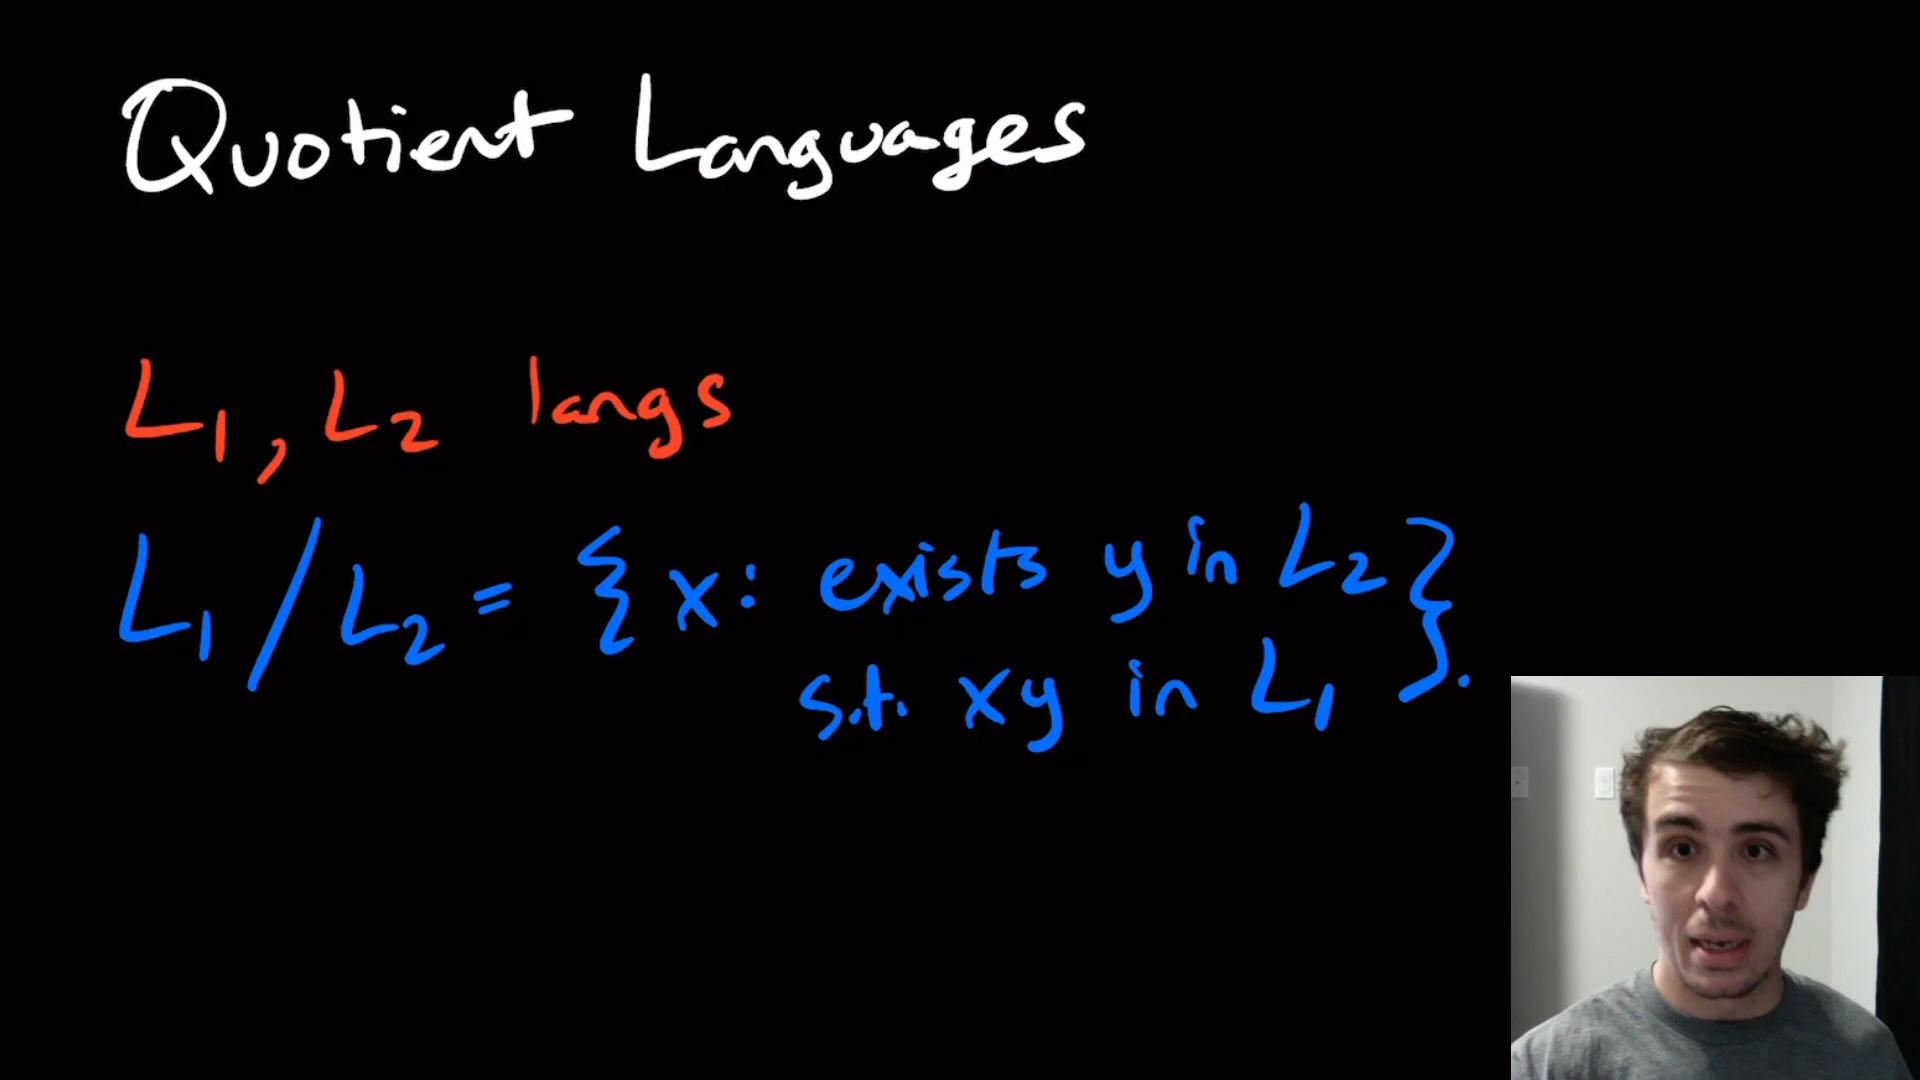 Quotient Languages
L₁, L₂ langs
L₁/L₂ = {x: exists y in L₂
s.t. xy in L₁}.